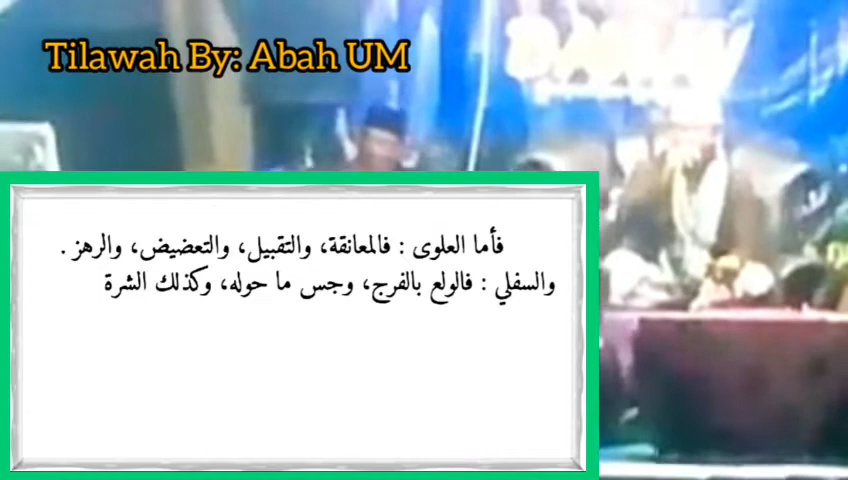 Tilawah By: Abah UM
فأما العلوى : فالمعانقة، والتقبيل، والتعضيض، والرهز .
والسفلي : فالولع بالفرج، وجس ما حوله، وكذلك الشرة